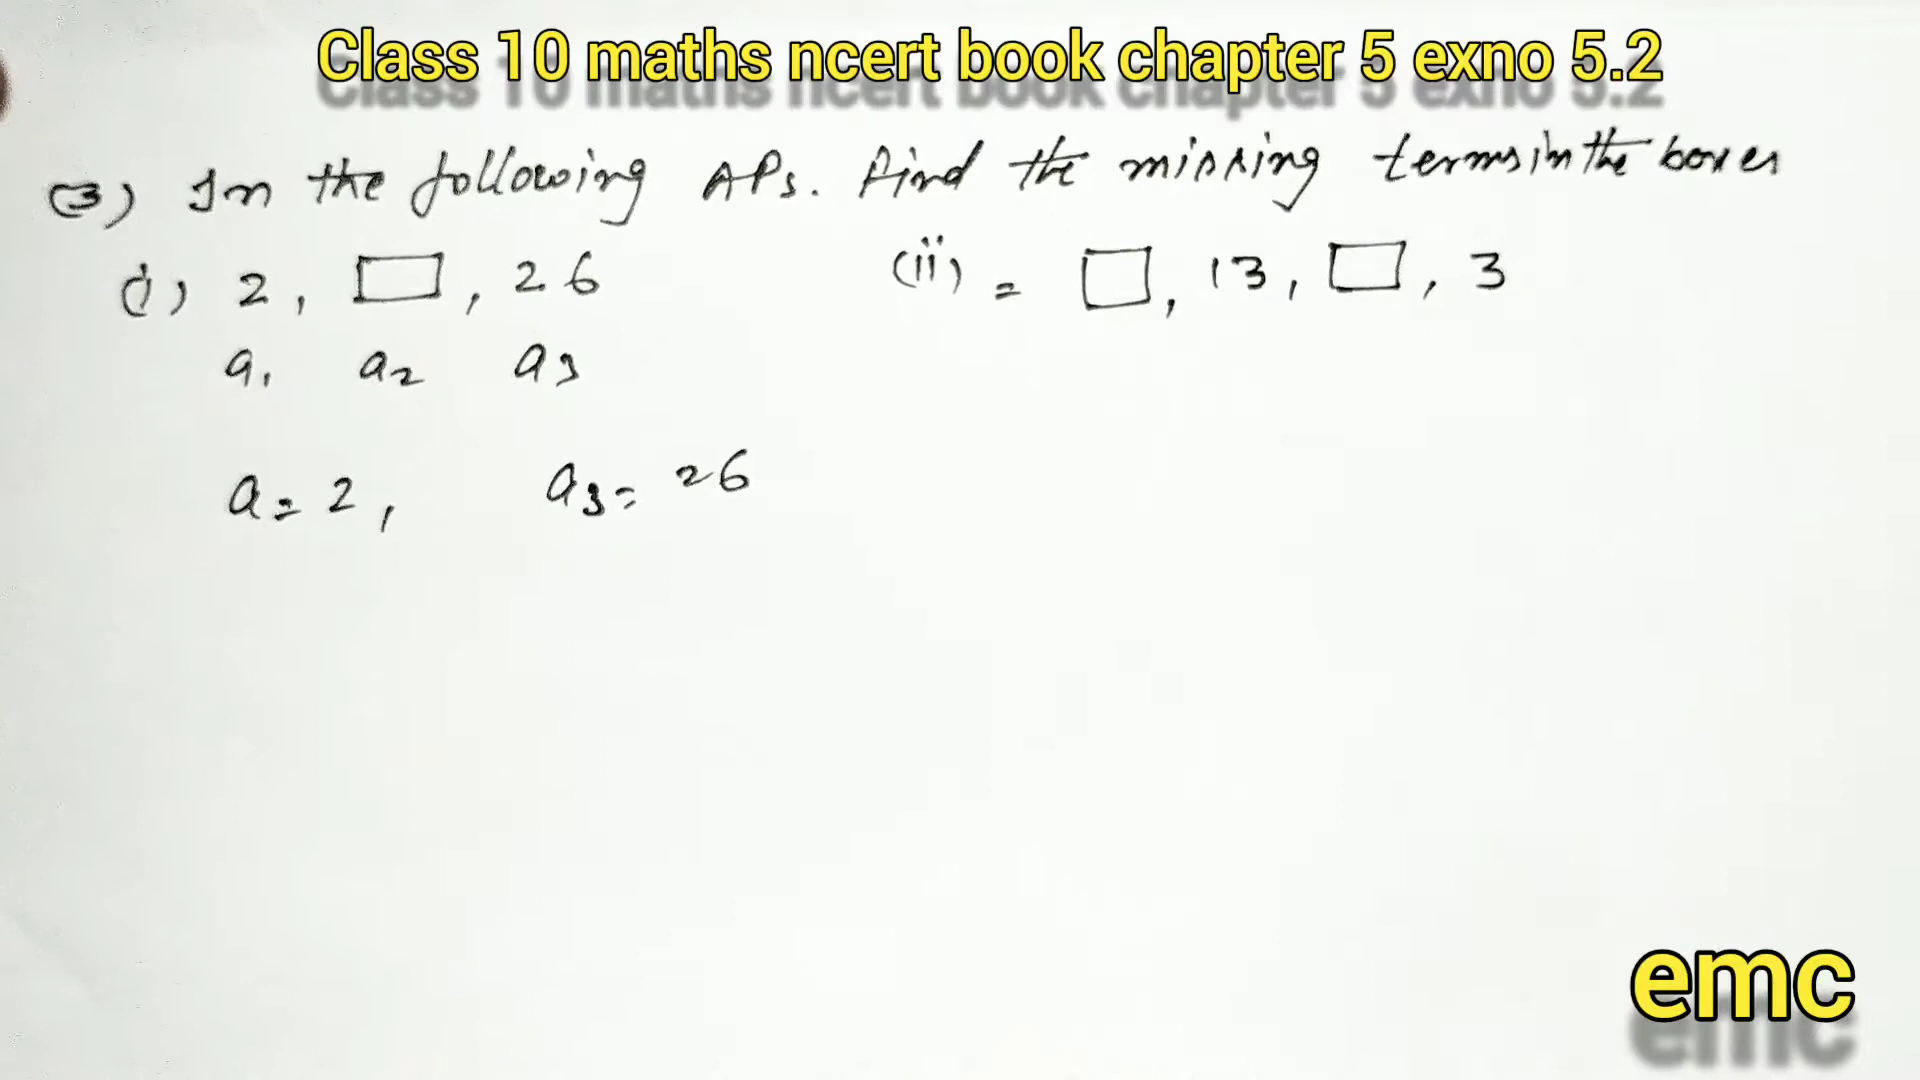 Class 10 maths ncert book chapter 5 exno 5.2
(3) In the following APs. find the missing terms in the boxes
(i) 2, □, 26 (ii) = □, 13, □, 3
a₁ a₂ a₃
a = 2, a₃ = 26
emc